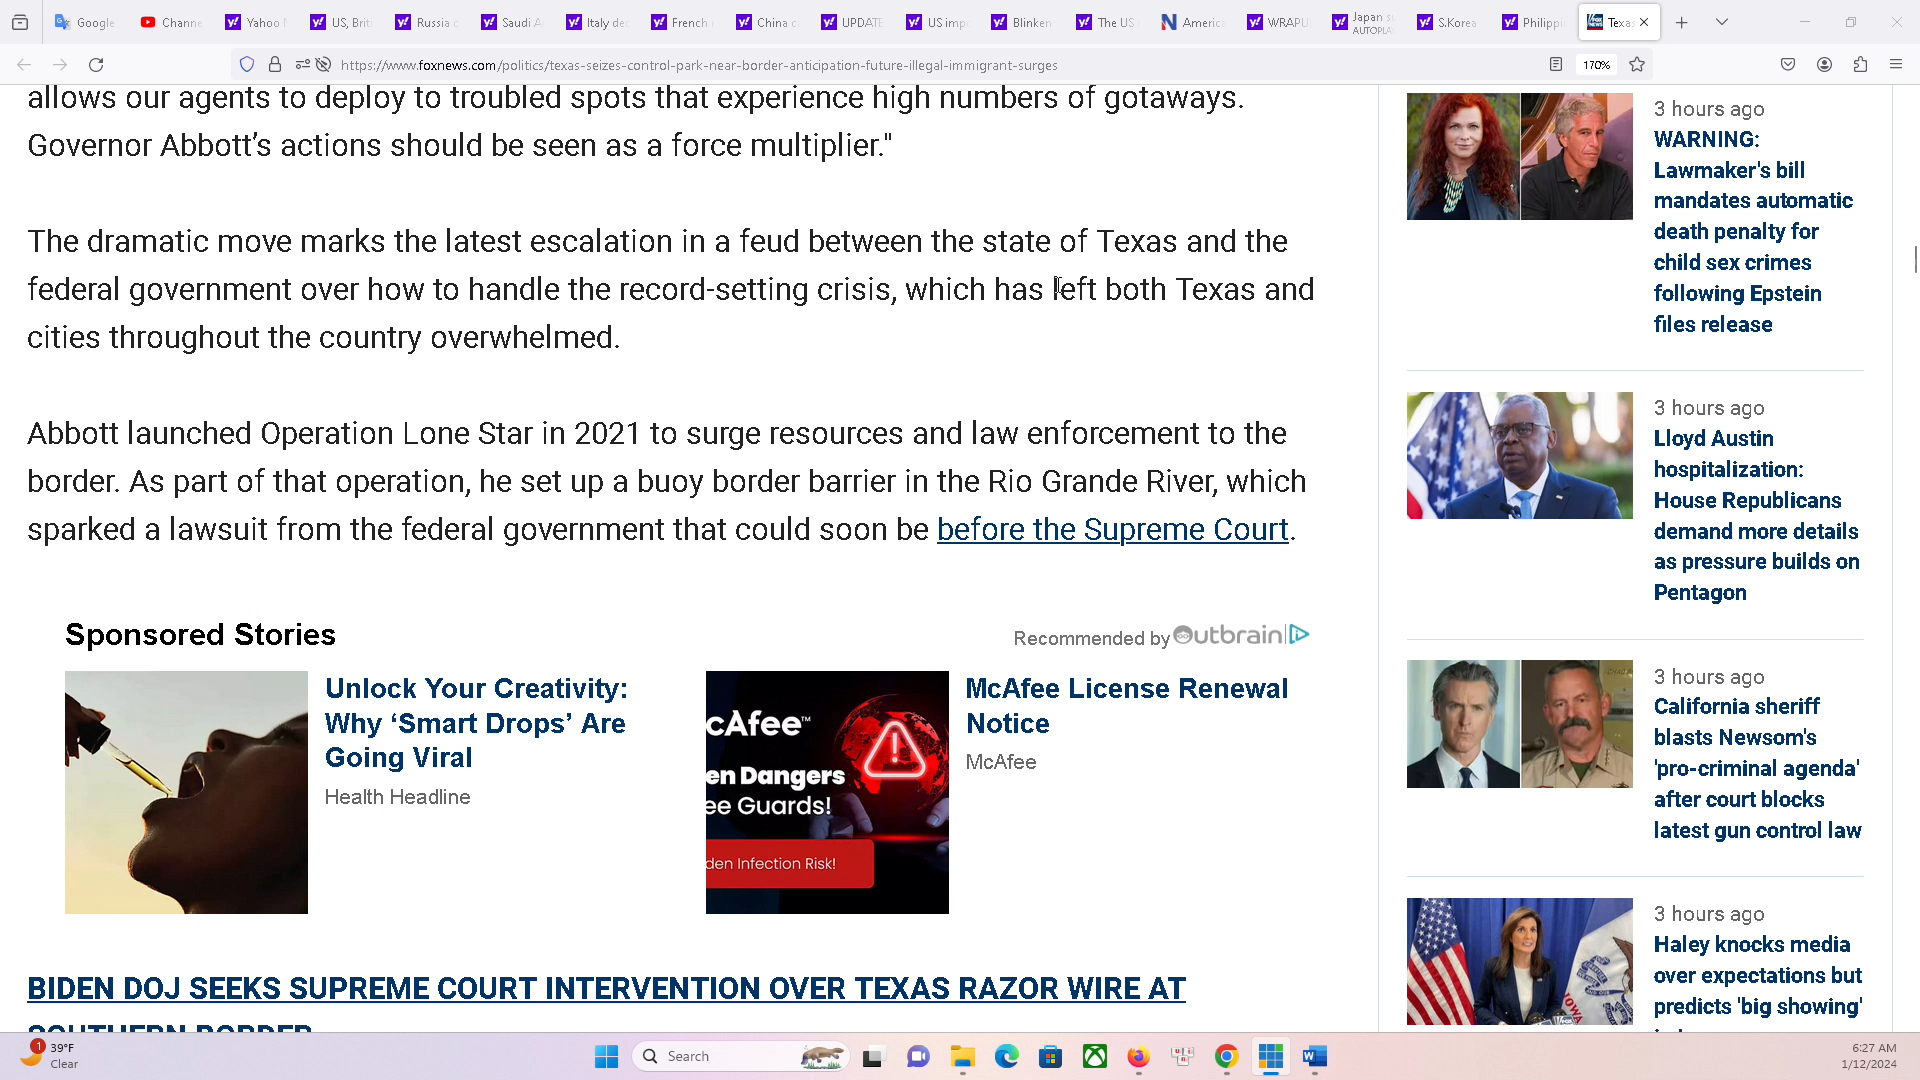 Google
Channe
Yahoo
US, Brit
Russia c
Saudi A
Italy de
French
China c
UPDATE
US imp
Blinken
The US
America
WRAPU
Japan s
AUTOPLA
S.Korea
Philippi
Texas
https://www.foxnews.com/politics/texas-seizes-control-park-near-border-anticipation-future-illegal-immigrant-surges
170%
allows our agents to deploy to troubled spots that experience high numbers of gotaways.
Governor Abbott's actions should be seen as a force multiplier."
The dramatic move marks the latest escalation in a feud between the state of Texas and the
federal government over how to handle the record-setting crisis, which has left both Texas and
cities throughout the country overwhelmed.
Abbott launched Operation Lone Star in 2021 to surge resources and law enforcement to the
border. As part of that operation, he set up a buoy border barrier in the Rio Grande River, which
sparked a lawsuit from the federal government that could soon be before the Supreme Court.
Sponsored Stories
Recommended by Outbrain
Unlock Your Creativity:
Why ‘Smart Drops’ Are
Going Viral
Health Headline
cAfee™
en Dangers
ee Guards!
den Infection Risk!
McAfee License Renewal
Notice
McAfee
BIDEN DOJ SEEKS SUPREME COURT INTERVENTION OVER TEXAS RAZOR WIRE AT
SOUTHERN BORDER
3 hours ago
WARNING:
Lawmaker's bill
mandates automatic
death penalty for
child sex crimes
following Epstein
files release
3 hours ago
Lloyd Austin
hospitalization:
House Republicans
demand more details
as pressure builds on
Pentagon
3 hours ago
California sheriff
blasts Newsom's
'pro-criminal agenda'
after court blocks
latest gun control law
3 hours ago
Haley knocks media
over expectations but
predicts 'big showing'
IOWA
1
39°F
Clear
Search
6:27 AM
1/12/2024